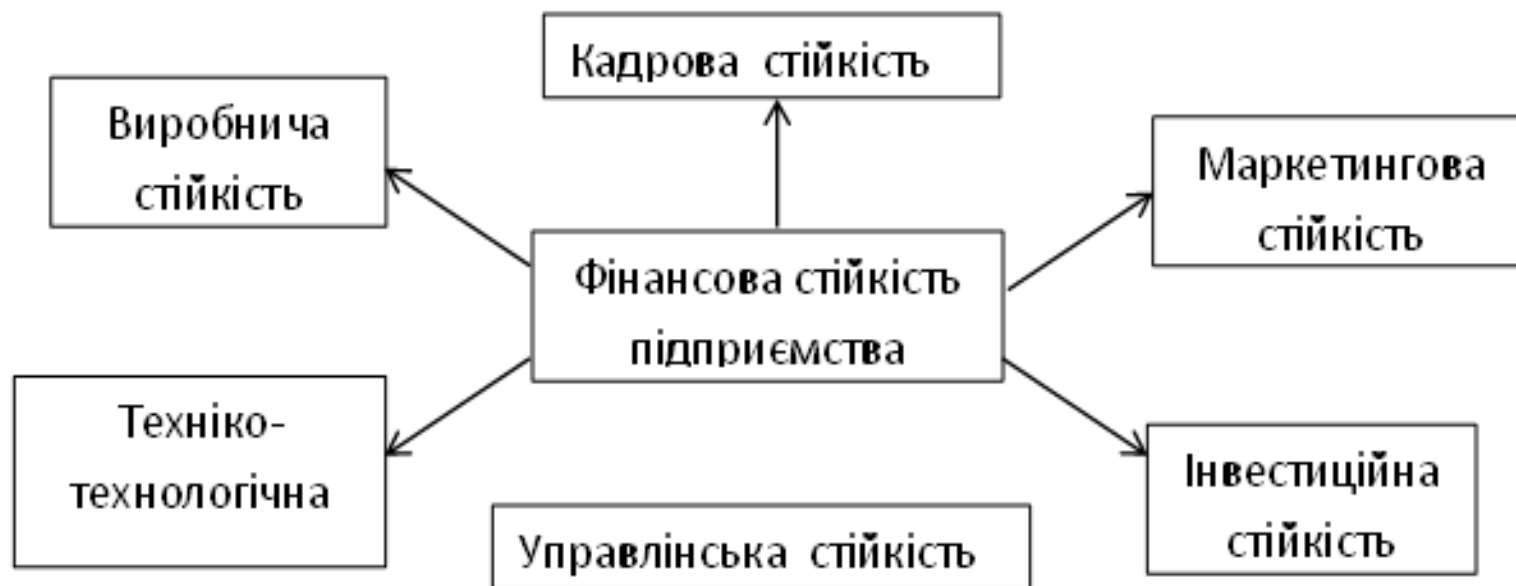 Кадрова стійкість
Виробнича
стійкість
Маркетингова
стійкість
Фінансова стійкість
підприємства
Техніко-
технологічна
Інвестиційна
стійкість
Управлінська стійкість